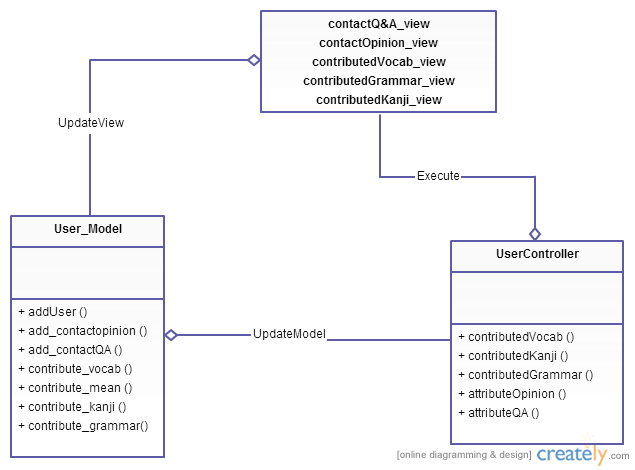 contactQ&A_view
contactOpinion_view
contributedVocab_view
contributedGrammar_view
contributedKanji_view
UpdateView
Execute
User_Model
+ addUser ()
+ add_contactopinion ()
+ add_contactQA ()
+ contribute_vocab ()
+ contribute_mean ()
+ contribute_kanji ()
+ contribute_grammar()
UpdateModel
UserController
+ contributedVocab ()
+ contributedKanji ()
+ contributedGrammar ()
+ attributeOpinion ()
+ attributeQA ()
[online diagramming & design] creately.com